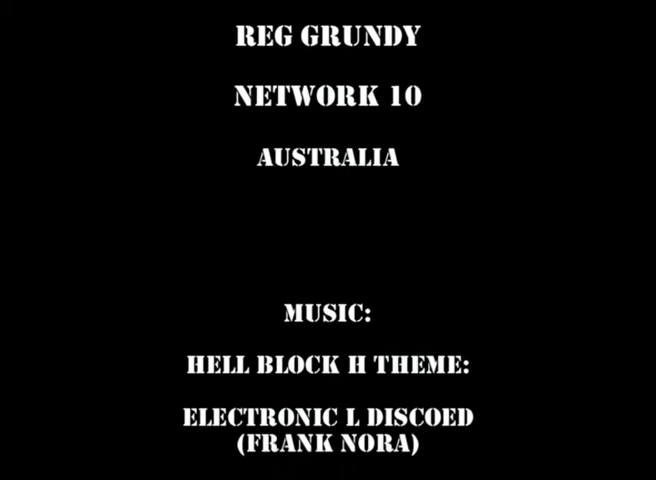 REG GRUNDY
NETWORK 10
AUSTRALIA
MUSIC:
HELL BLOCK H THEME:
ELECTRONIC L DISCOED
(FRANK NORA)